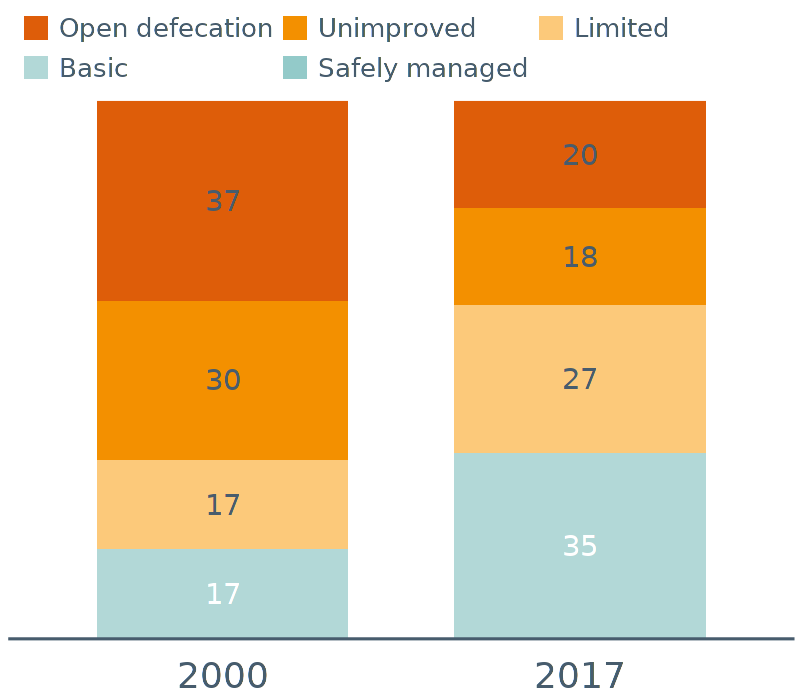 Open defecation Unimproved Limited
Basic Safely managed
37 20
30 18
17 27
17 35
2000 2017